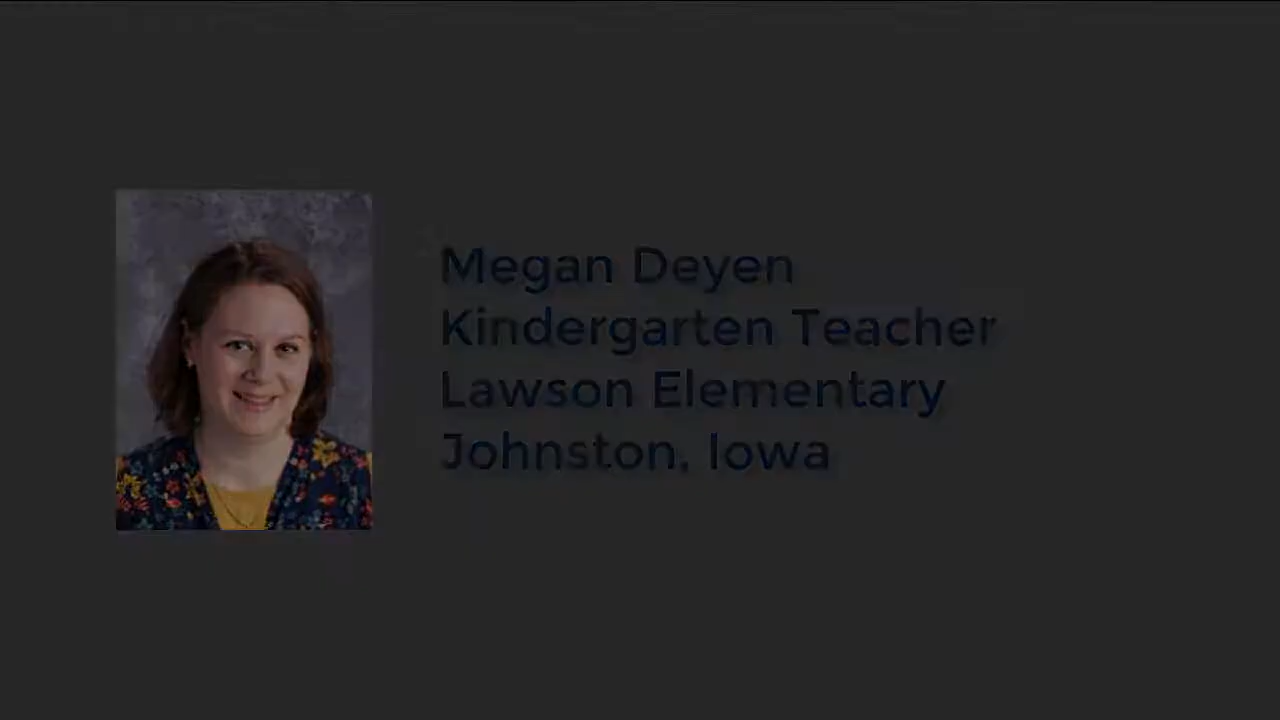 Megan Deyen
Kindergarten Teacher
Lawson Elementary
Johnston, Iowa